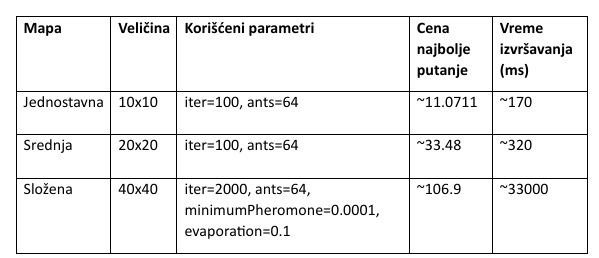 Mapa Veličina Korišćeni parametri Cena najbolje putanje Vreme izvršavanja (ms)
Jednostavna 10x10 iter=100, ants=64 ~11.0711 ~170
Srednja 20x20 iter=100, ants=64 ~33.48 ~320
Složena 40x40 iter=2000, ants=64, minimumPheromone=0.0001, evaporation=0.1 ~106.9 ~33000